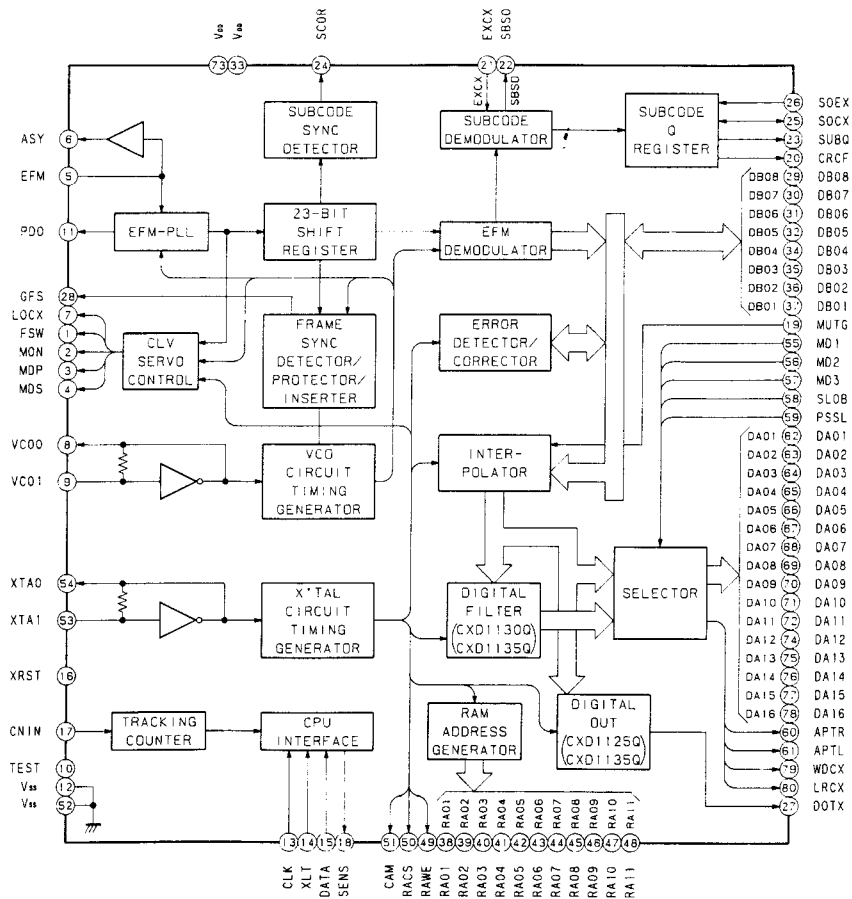 VDD
VDD
SCOR
EXCX
SBSO
73
33
24
21
22
EXCX
SBSO
ASY
6
EFM
5
PDO
11
GFS
28
LOCX
7
FSW
1
MON
2
MDP
3
MDS
4
VCOO
8
VCOI
9
XTAO
54
XTAI
53
XRST
16
CNIN
17
TEST
10
Vss
12
Vss
52
SUBCODE
SYNC
DETECTOR
SUBCODE
DEMODULATOR
SUBCODE
Q
REGISTER
EFM-PLL
23-BIT
SHIFT
REGISTER
EFM
DEMODULATOR
CLV
SERVO
CONTROL
FRAME
SYNC
DETECTOR/
PROTECTOR/
INSERTER
ERROR
DETECTOR/
CORRECTOR
VCO
CIRCUIT
TIMING
GENERATOR
INTER-
POLATOR
X'TAL
CIRCUIT
TIMING
GENERATOR
DIGITAL
FILTER
(CXD1130Q)
(CXD1135Q)
SELECTOR
TRACKING
COUNTER
CPU
INTERFACE
RAM
ADDRESS
GENERATOR
DIGITAL
OUT
(CXD1125Q)
(CXD1135Q)
26 SOEX
25 SOCX
23 SUBQ
20 CRCF
DB08 29 DB08
DB07 30 DB07
DB06 31 DB06
DB05 32 DB05
DB04 34 DB04
DB03 35 DB03
DB02 36 DB02
DB01 37 DB01
19 MUTG
55 MD1
56 MD2
57 MD3
58 SLOB
59 PSSL
DA01 62 DA01
DA02 63 DA02
DA03 64 DA03
DA04 65 DA04
DA05 66 DA05
DA06 67 DA06
DA07 68 DA07
DA08 69 DA08
DA09 70 DA09
DA10 71 DA10
DA11 72 DA11
DA12 74 DA12
DA13 75 DA13
DA14 76 DA14
DA15 77 DA15
DA16 78 DA16
60 APTR
61 APTL
79 WDCX
80 LRCX
27 DOTX
RA01
RA02
RA03
RA04
RA05
RA06
RA07
RA08
RA09
RA10
RA11
13
14
15
18
51
50
49
38
39
40
41
42
43
44
45
46
47
48
CLK
XLT
DATA
SENS
CAM
RACS
RAWE
RA01
RA02
RA03
RA04
RA05
RA06
RA07
RA08
RA09
RA10
RA11